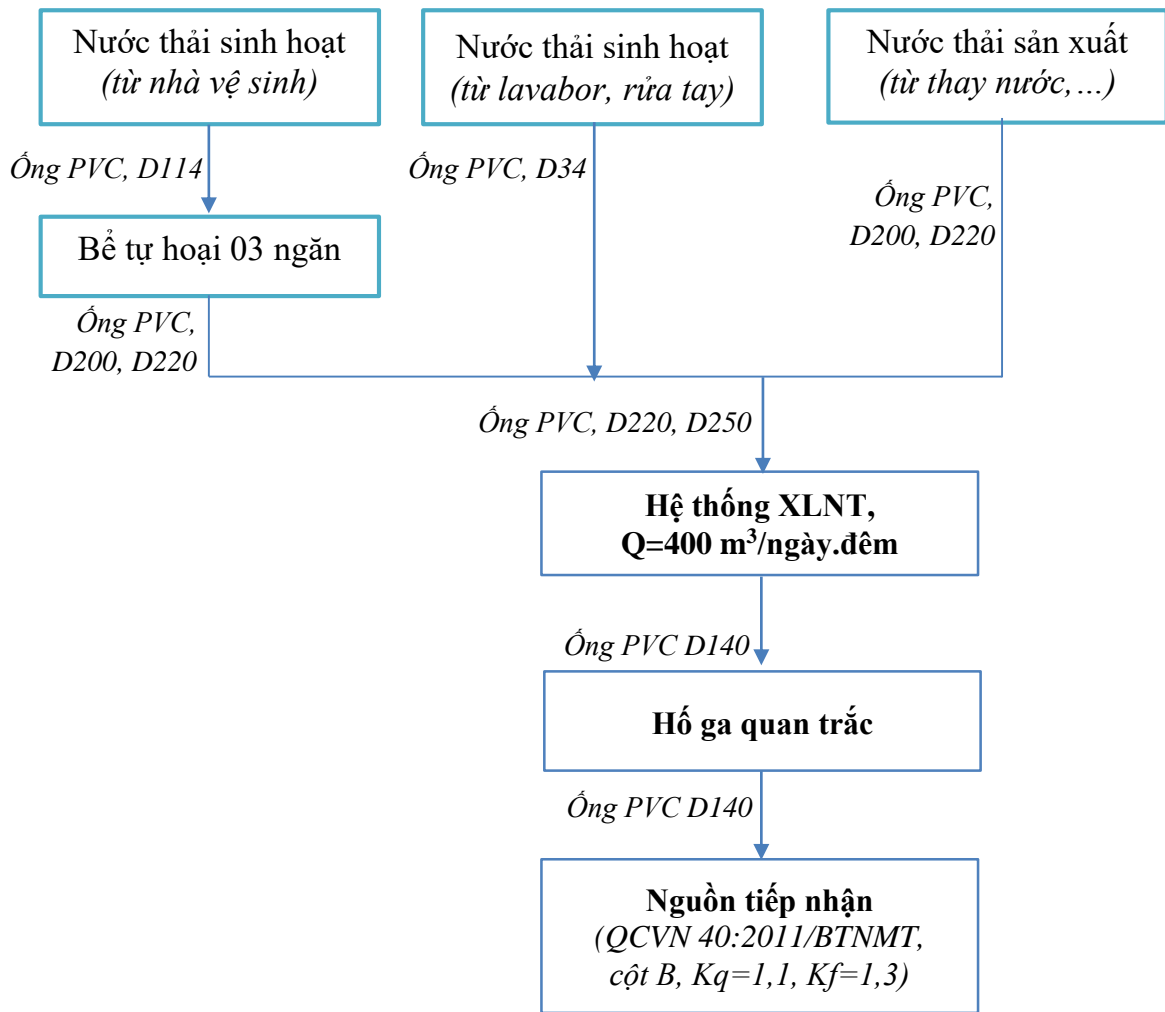 Nước thải sinh hoạt
(từ nhà vệ sinh)
Nước thải sinh hoạt
(từ lavabor, rửa tay)
Nước thải sản xuất
(từ thay nước,…)
Ống PVC, D114
Ống PVC, D34
Ống PVC,
D200, D220
Bể tự hoại 03 ngăn
Ống PVC,
D200, D220
Ống PVC, D220, D250
Hệ thống XLNT,
Q=400 m³/ngày.đêm
Ống PVC D140
Hố ga quan trắc
Ống PVC D140
Nguồn tiếp nhận
(QCVN 40:2011/BTNMT,
cột B, Kq=1,1, Kf=1,3)